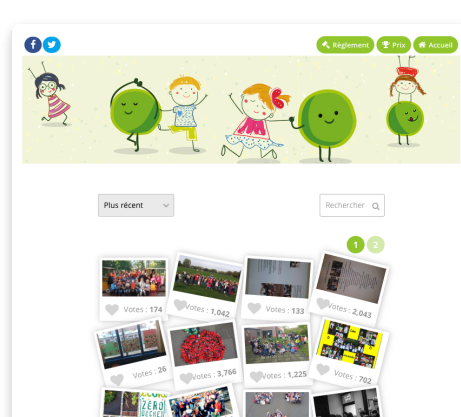 Règlement Prix Accueil
Plus récent Rechercher
1 2
Votes : 174 Votes : 1,042 Votes : 133 Votes : 2,043
Votes : 26 Votes : 3,766 Votes : 1,225 Votes : 702
ZÉRO